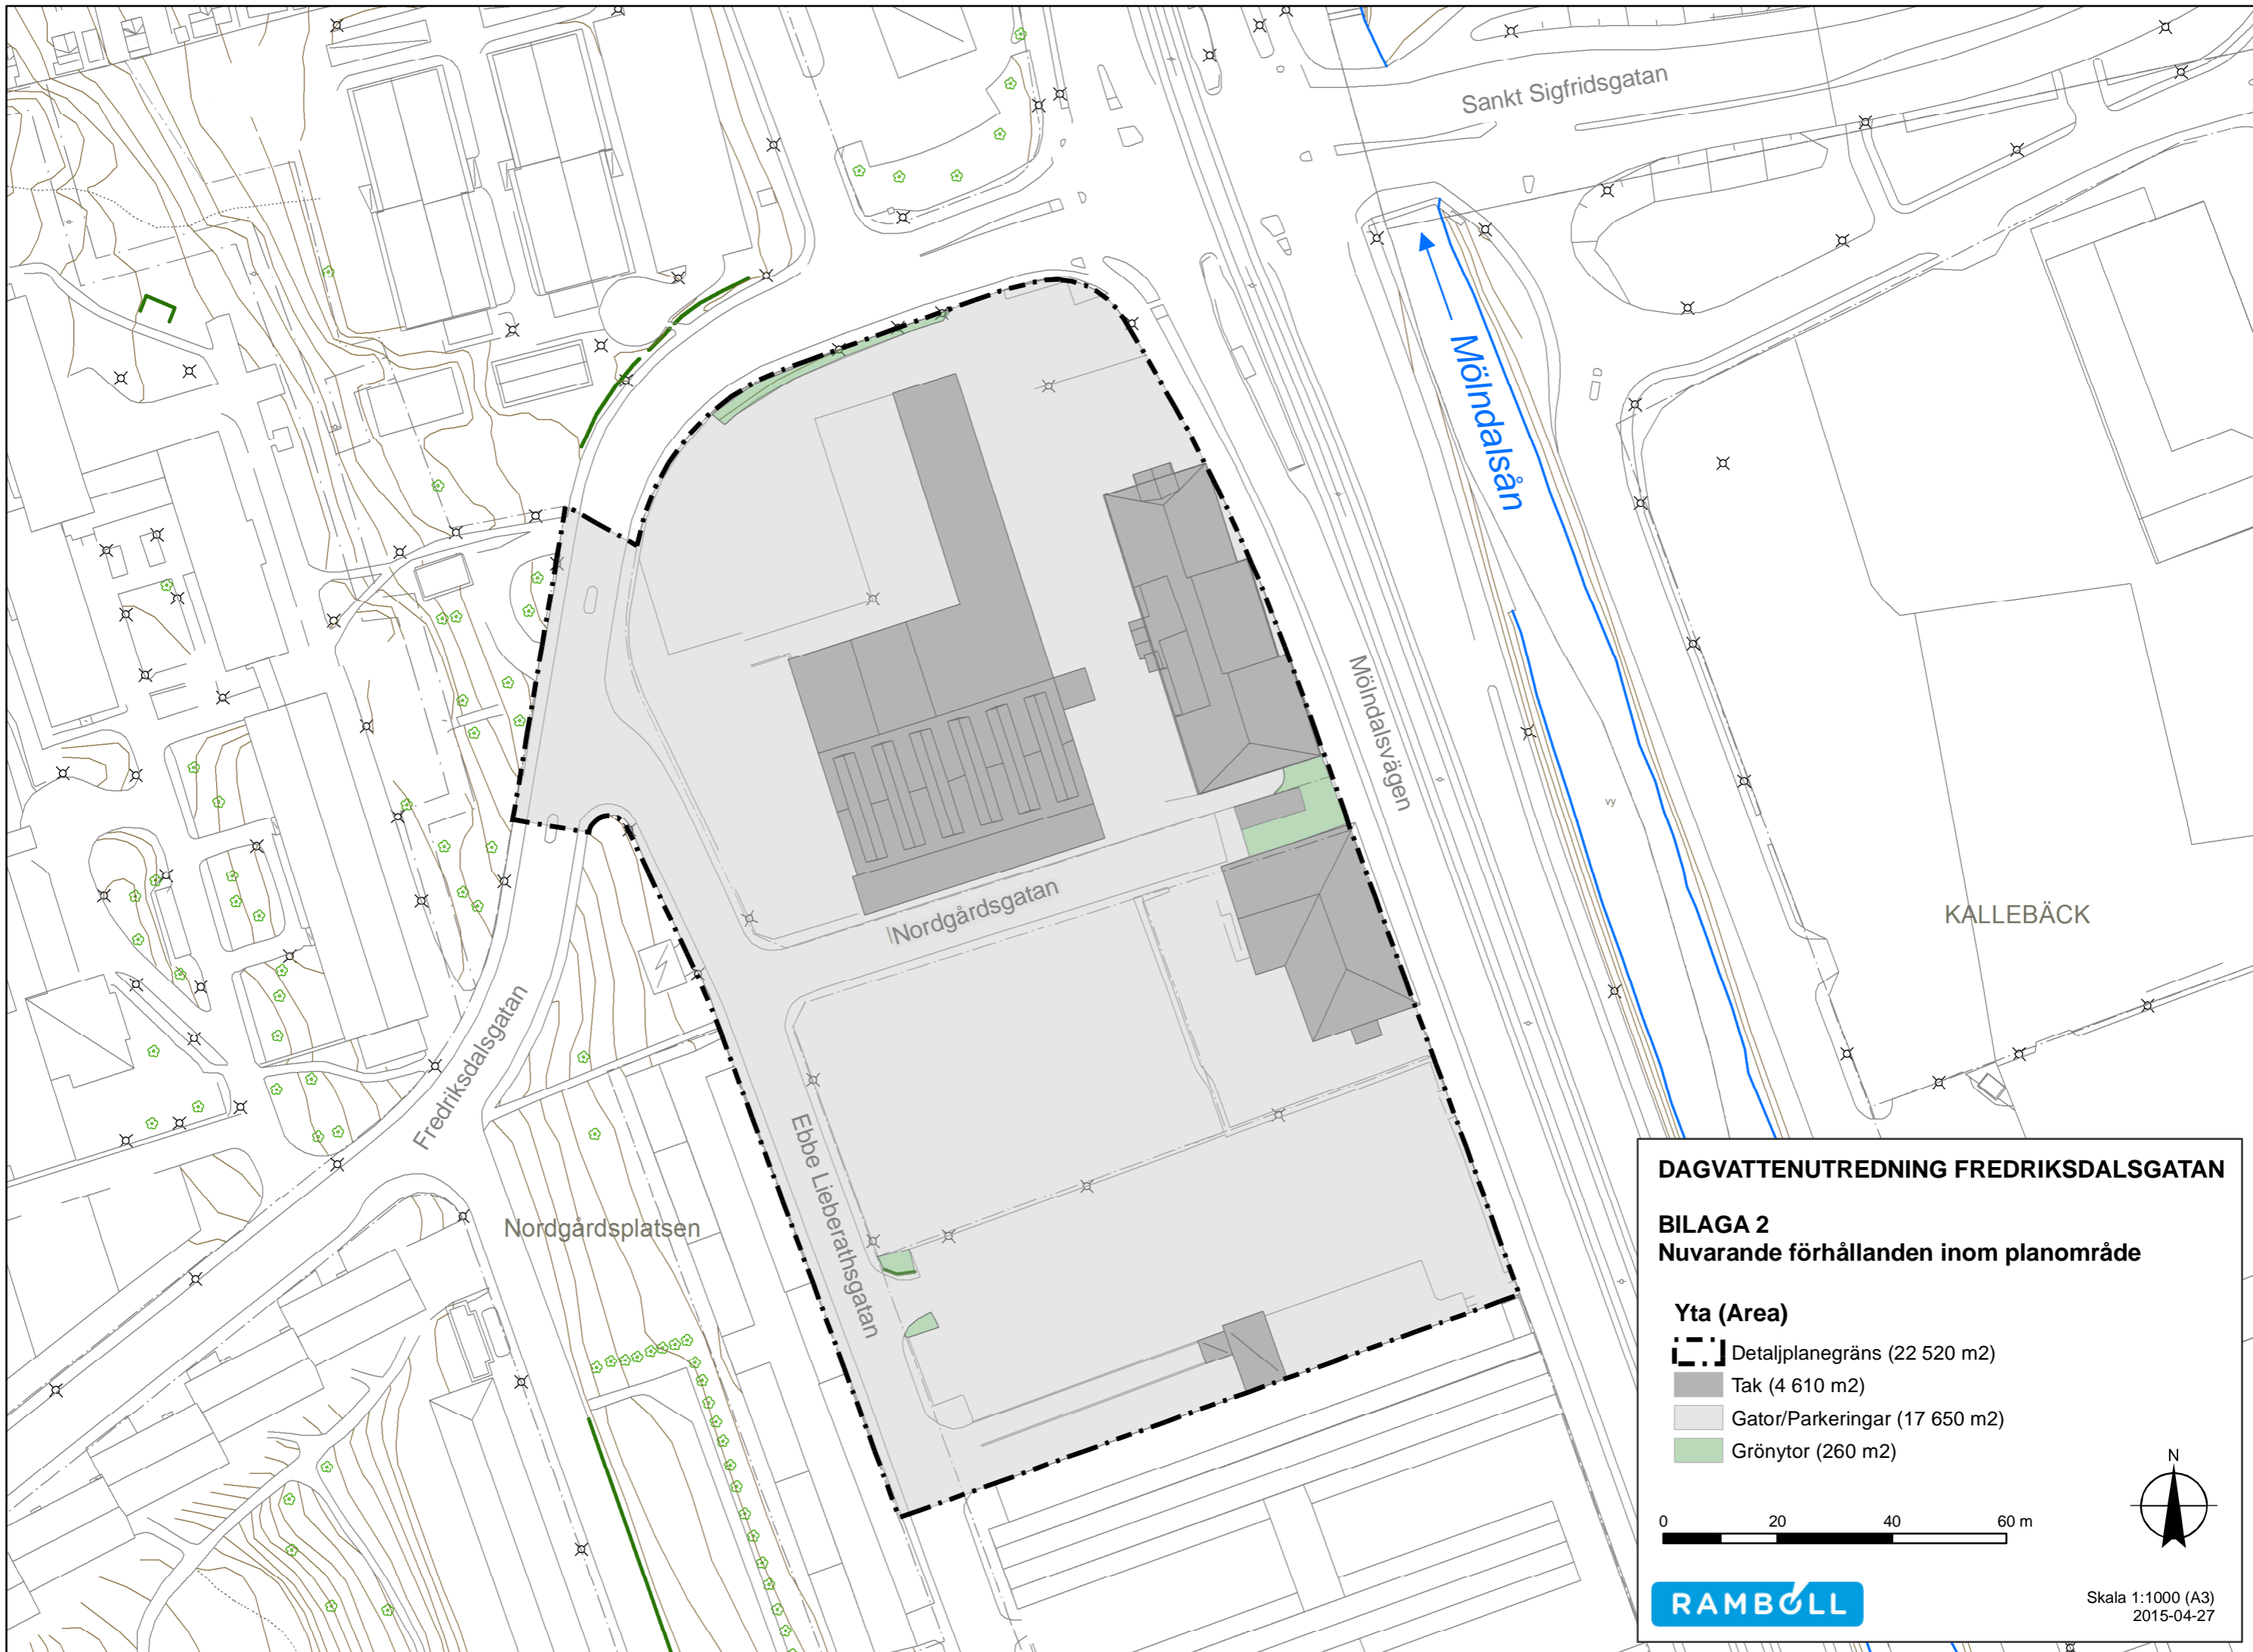 Sankt Sigfridsgatan
Mölndalsån
Mölndalsvägen
vy
KALLEBÄCK
Nordgårdsgatan
Fredriksdalsgatan
Ebbe Lieberathsgatan
Nordgårdsplatsen
DAGVATTENUTREDNING FREDRIKSDALSGATAN
BILAGA 2
Nuvarande förhållanden inom planområde
Yta (Area)
Detaljplanegräns (22 520 m2)
Tak (4 610 m2)
Gator/Parkeringar (17 650 m2)
Grönytor (260 m2)
N
0 20 40 60 m
RAMBOLL
Skala 1:1000 (A3)
2015-04-27